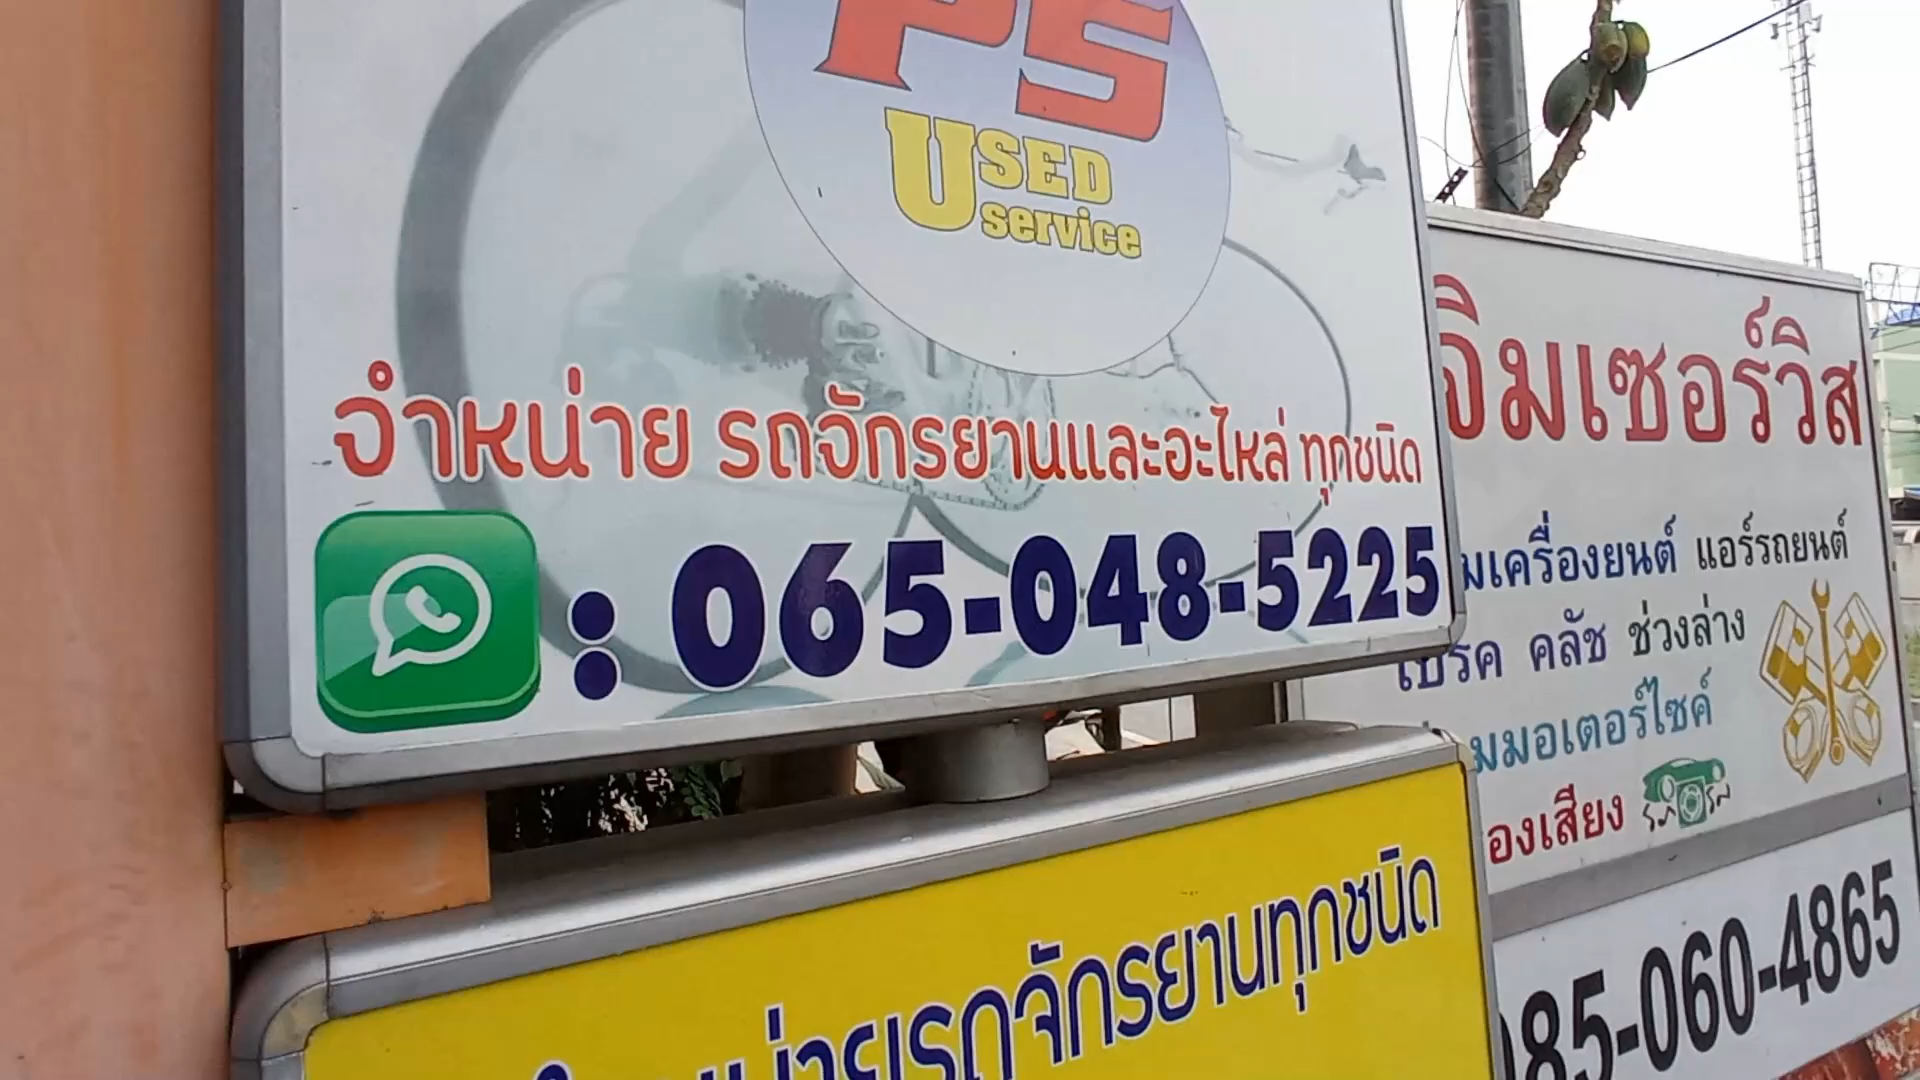 PS
USED
service
จำหน่าย รถจักรยานและอะไหล่ ทุกชนิด
: 065-048-5225
น่ายรถจักรยานทุกชนิด
จิมเซอร์วิส
มเครื่องยนต์ แอร์รถยนต์
เบรค คลัช ช่วงล่าง
มมอเตอร์ไซค์
องเสียง
085-060-4865